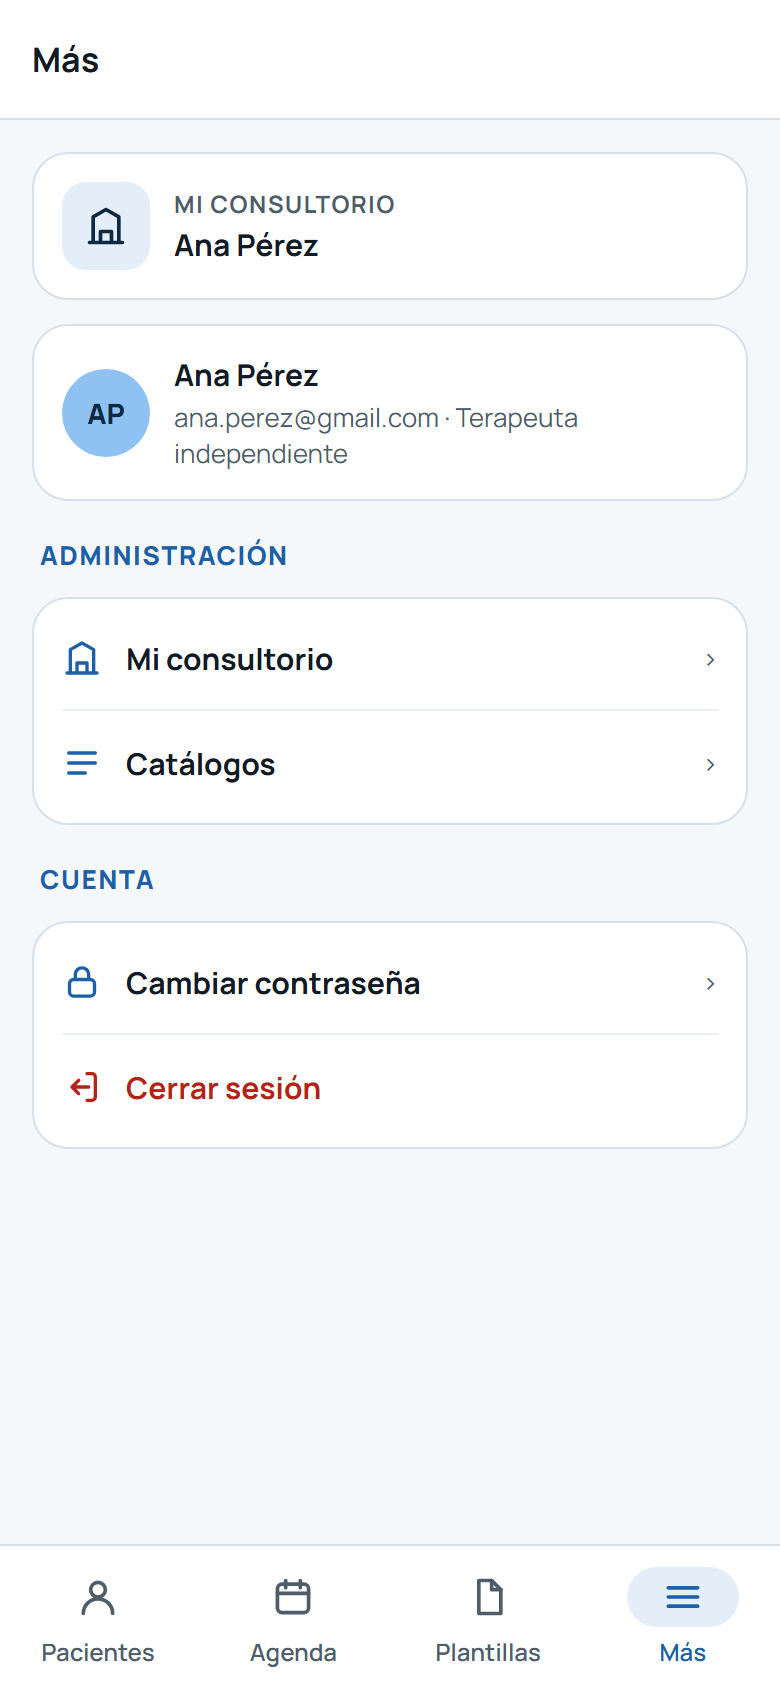 Más
MI CONSULTORIO
Ana Pérez
AP
Ana Pérez
ana.perez@gmail.com · Terapeuta
independiente
ADMINISTRACIÓN
Mi consultorio
Catálogos
CUENTA
Cambiar contraseña
Cerrar sesión
Pacientes
Agenda
Plantillas
Más